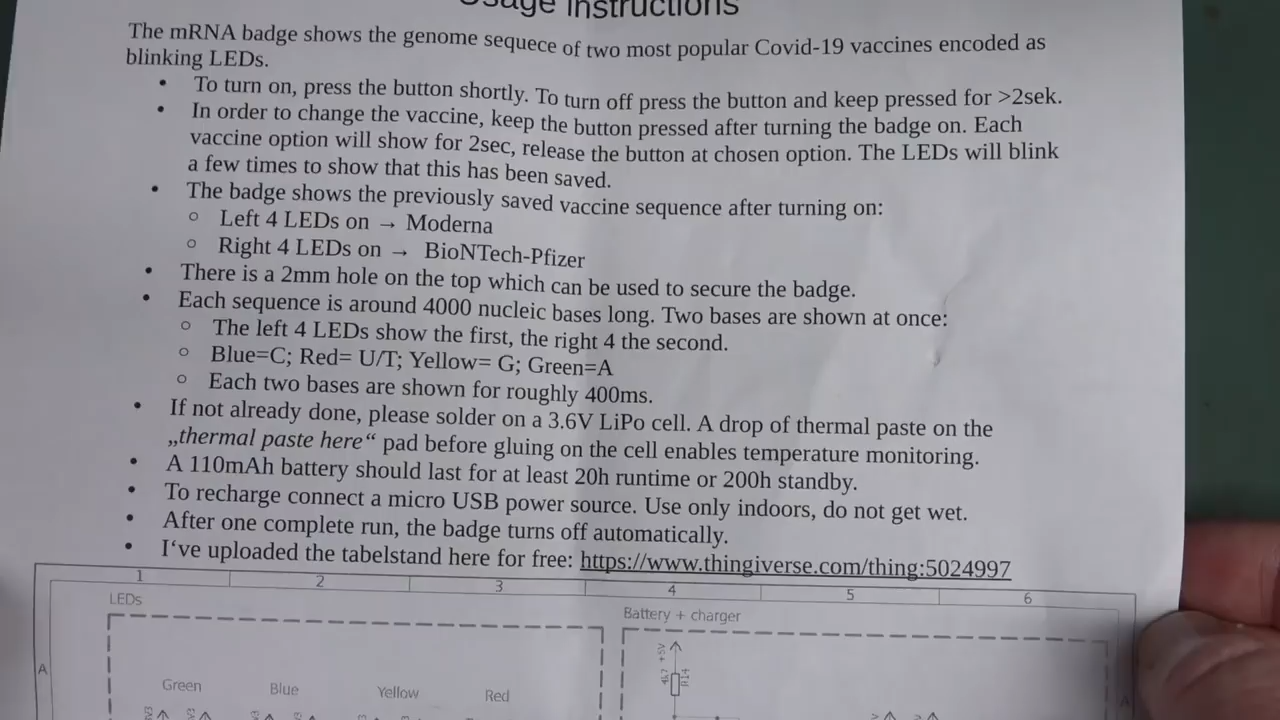 Usage Instructions
The mRNA badge shows the genome sequece of two most popular Covid-19 vaccines encoded as
blinking LEDs.
• To turn on, press the button shortly. To turn off press the button and keep pressed for >2sek.
• In order to change the vaccine, keep the button pressed after turning the badge on. Each
vaccine option will show for 2sec, release the button at chosen option. The LEDs will blink
a few times to show that this has been saved.
• The badge shows the previously saved vaccine sequence after turning on:
○ Left 4 LEDs on → Moderna
○ Right 4 LEDs on → BioNTech-Pfizer
• There is a 2mm hole on the top which can be used to secure the badge.
• Each sequence is around 4000 nucleic bases long. Two bases are shown at once:
○ The left 4 LEDs show the first, the right 4 the second.
○ Blue=C; Red= U/T; Yellow= G; Green=A
○ Each two bases are shown for roughly 400ms.
• If not already done, please solder on a 3.6V LiPo cell. A drop of thermal paste on the
„thermal paste here“ pad before gluing on the cell enables temperature monitoring.
• A 110mAh battery should last for at least 20h runtime or 200h standby.
• To recharge connect a micro USB power source. Use only indoors, do not get wet.
• After one complete run, the badge turns off automatically.
• I‘ve uploaded the tabelstand here for free: https://www.thingiverse.com/thing:5024997
1 2 3 4 5 6
LEDs
Battery + charger
+5V
4k7 R14
A
A
Green Blue Yellow Red